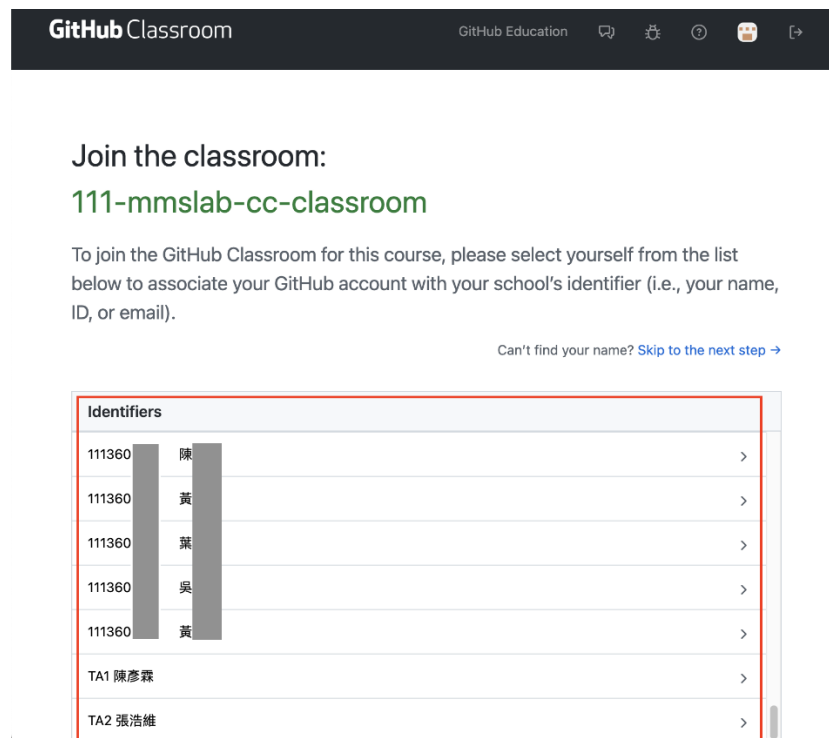 GitHub Classroom GitHub Education
Join the classroom:
111-mmslab-cc-classroom
To join the GitHub Classroom for this course, please select yourself from the list
below to associate your GitHub account with your school's identifier (i.e., your name,
ID, or email).
Can't find your name? Skip to the next step →
Identifiers
111360 陳
111360 黃
111360 葉
111360 吳
111360 黃
TA1 陳彥霖
TA2 張浩維